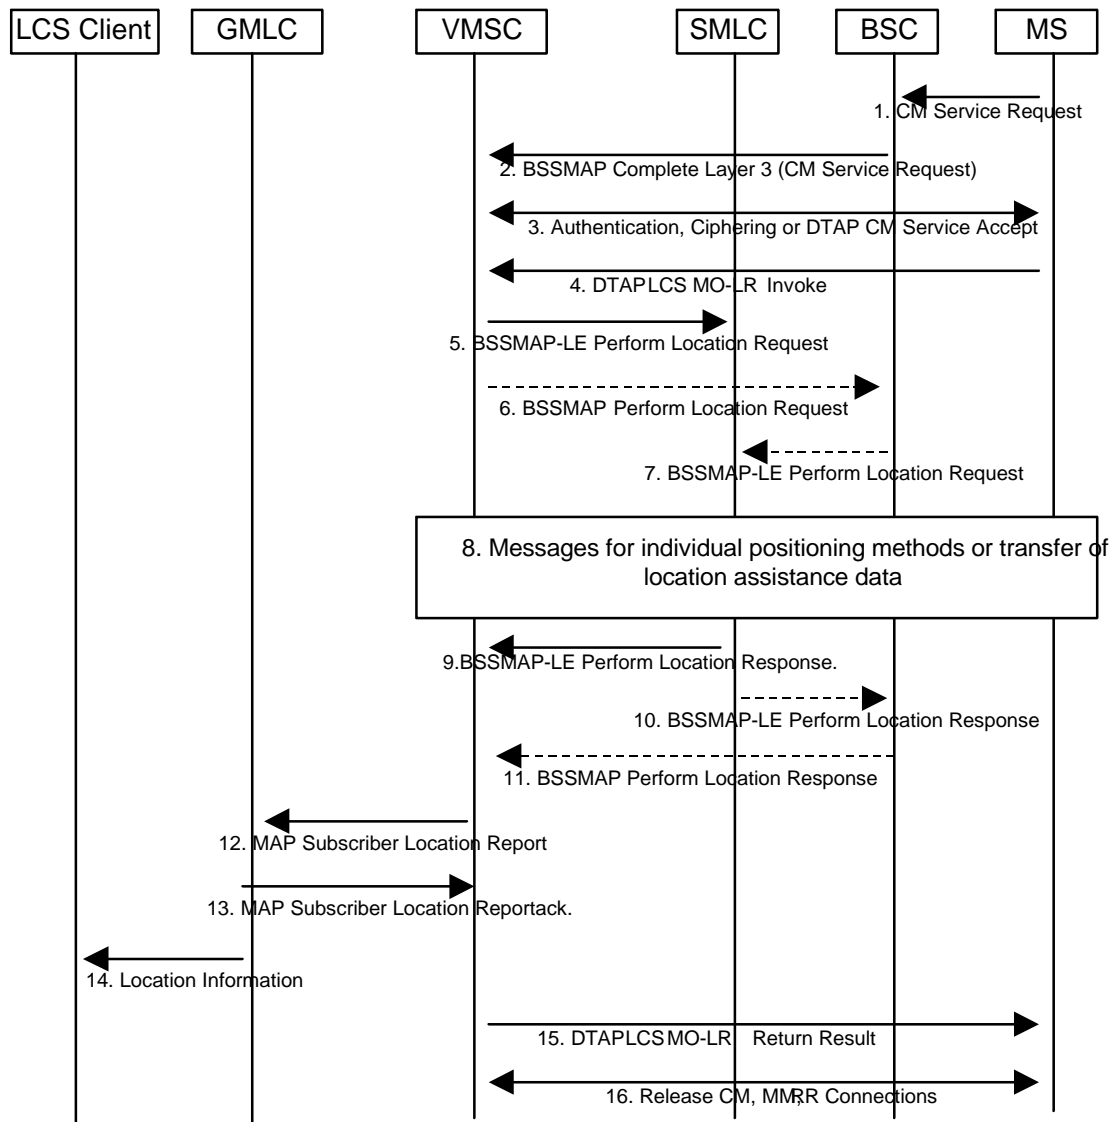 LCS Client GMLC VMSC SMLC BSC MS
1. CM Service Request
2. BSSMAP Complete Layer 3 (CM Service Request)
3. Authentication, Ciphering or DTAP CM Service Accept
4. DTAPLCS MO-LR Invoke
5. BSSMAP-LE Perform Location Request
6. BSSMAP Perform Location Request
7. BSSMAP-LE Perform Location Request
8. Messages for individual positioning methods or transfer of
location assistance data
9.BSSMAP-LE Perform Location Response.
10. BSSMAP-LE Perform Location Response
11. BSSMAP Perform Location Response
12. MAP Subscriber Location Report
13. MAP Subscriber Location Reportack.
14. Location Information
15. DTAPLCSMO-LR Return Result
16. Release CM, MM,RR Connections